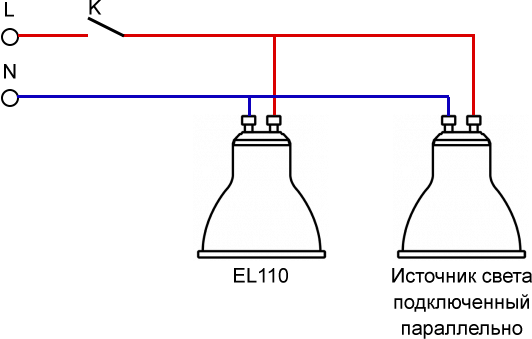 L
K
N
EL110
Источник света
подключенный
параллельно